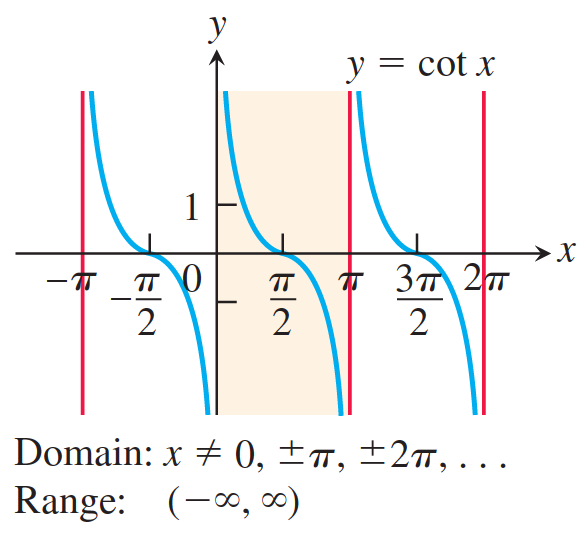 y
y = cot x
1
x
−π −π/2 0 π/2 π 3π/2 2π
Domain: x ≠ 0, ±π, ±2π, . . .
Range: (−∞, ∞)